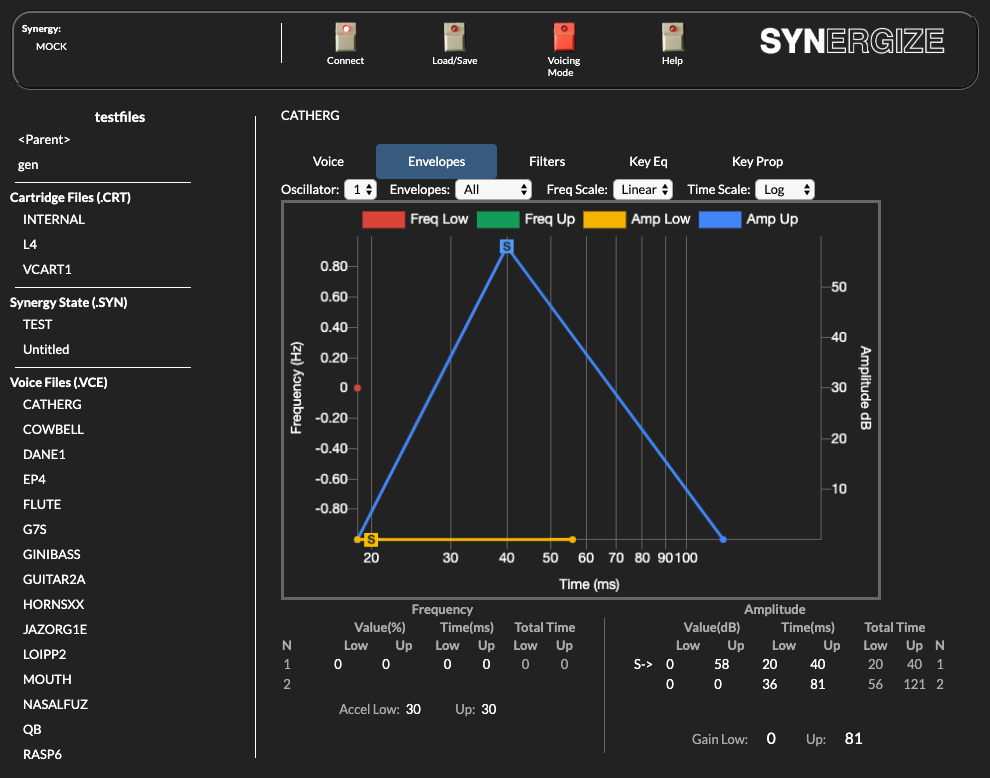 Synergy:
MOCK
Connect
Load/Save
Voicing
Mode
Help
SYNERGIZE
testfiles
<Parent>
gen
Cartridge Files (.CRT)
INTERNAL
L4
VCART1
Synergy State (.SYN)
TEST
Untitled
Voice Files (.VCE)
CATHERG
COWBELL
DANE1
EP4
FLUTE
G7S
GINIBASS
GUITAR2A
HORNSXX
JAZORG1E
LOIPP2
MOUTH
NASALFUZ
QB
RASP6
CATHERG
Voice Envelopes Filters Key Eq Key Prop
Oscillator: 1 Envelopes: All Freq Scale: Linear Time Scale: Log
Freq Low Freq Up Amp Low Amp Up
S
0.80
0.60
0.40
0.20
0
-0.20
-0.40
-0.60
-0.80
Frequency (Hz)
50
40
30
20
10
Amplitude dB
S
20 30 40 50 60 70 80 90 100
Time (ms)
Frequency
Value(%) Time(ms) Total Time
N Low Up Low Up Low Up
1 0 0 0 0 0 0
2
Accel Low: 30 Up: 30
Amplitude
Value(dB) Time(ms) Total Time
Low Up Low Up Low Up N
S-> 0 58 20 40 20 40 1
0 0 36 81 56 121 2
Gain Low: 0 Up: 81